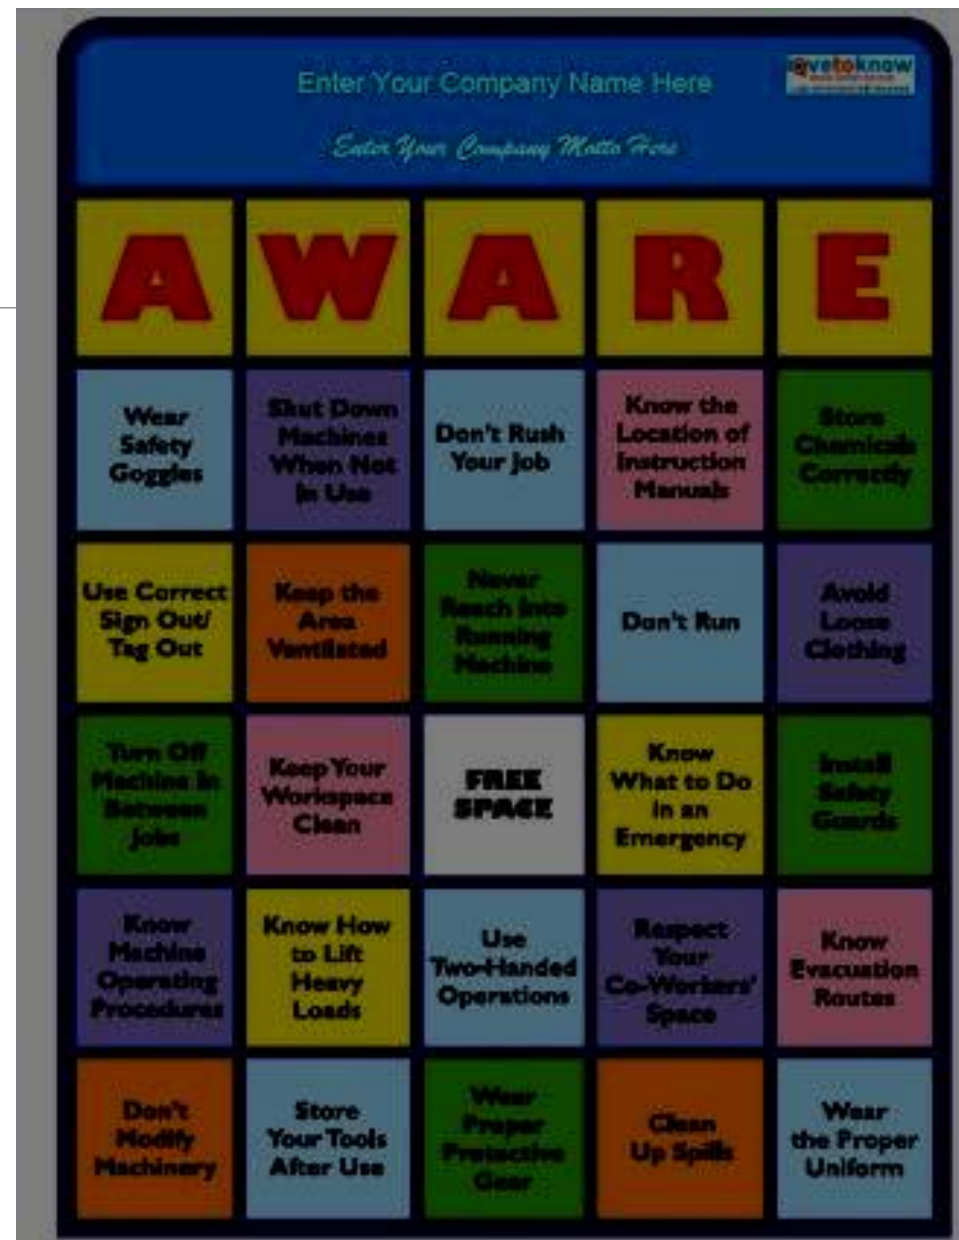 Enter Your Company Name Here
lovetoknow
Enter Your Company Motto Here
A W A R E
Wear
Safety
Goggles
Shut Down
Machines
When Not
in Use
Don't Rush
Your Job
Know the
Location of
Instruction
Manuals
Store
Chemicals
Correctly
Use Correct
Sign Out/
Tag Out
Keep the
Area
Ventilated
Never
Reach into
Running
Machine
Don't Run
Avoid
Loose
Clothing
Turn Off
Machine In
Between
Jobs
Keep Your
Workspace
Clean
FREE
SPACE
Know
What to Do
in an
Emergency
Install
Safety
Guards
Know
Machine
Operating
Procedures
Know How
to Lift
Heavy
Loads
Use
Two-Handed
Operations
Respect
Your
Co-Workers'
Space
Know
Evacuation
Routes
Don't
Modify
Machinery
Store
Your Tools
After Use
Wear
Proper
Protective
Gear
Clean
Up Spills
Wear
the Proper
Uniform